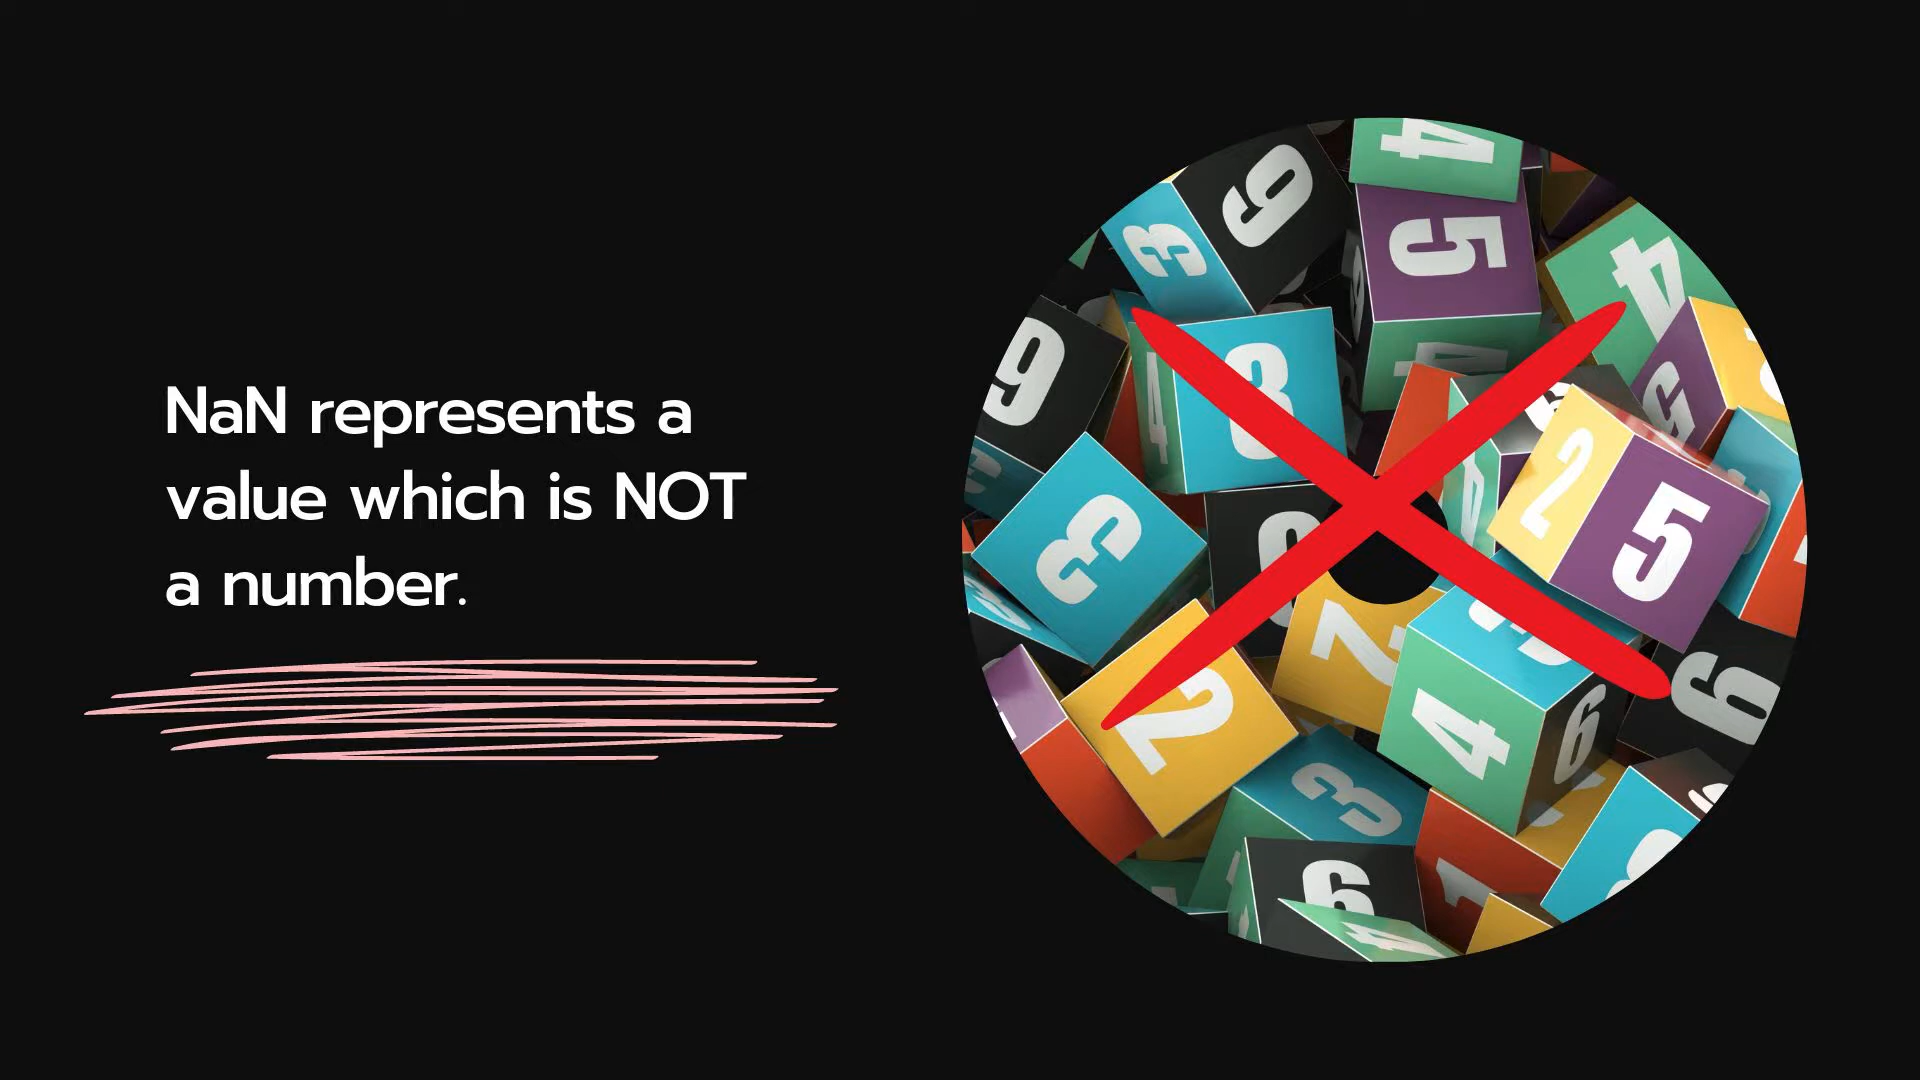 NaN represents a
value which is NOT
a number.